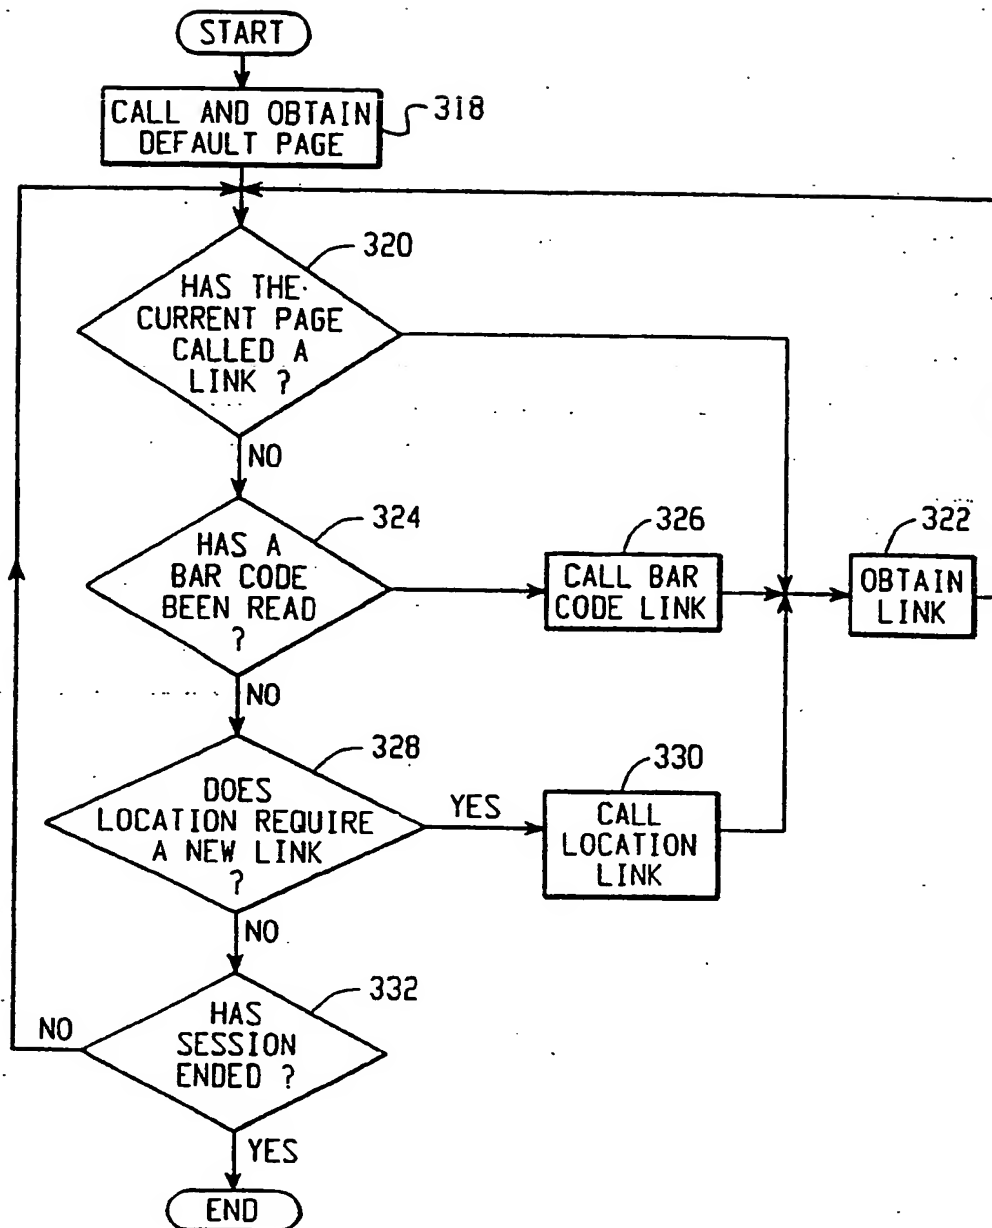 START
CALL AND OBTAIN
DEFAULT PAGE
318
320
HAS THE
CURRENT PAGE
CALLED A
LINK ?
NO
324
HAS A
BAR CODE
BEEN READ
?
326
CALL BAR
CODE LINK
322
OBTAIN
LINK
NO
328
DOES
LOCATION REQUIRE
A NEW LINK
?
YES
330
CALL
LOCATION
LINK
NO
332
HAS
SESSION
ENDED ?
NO
YES
END